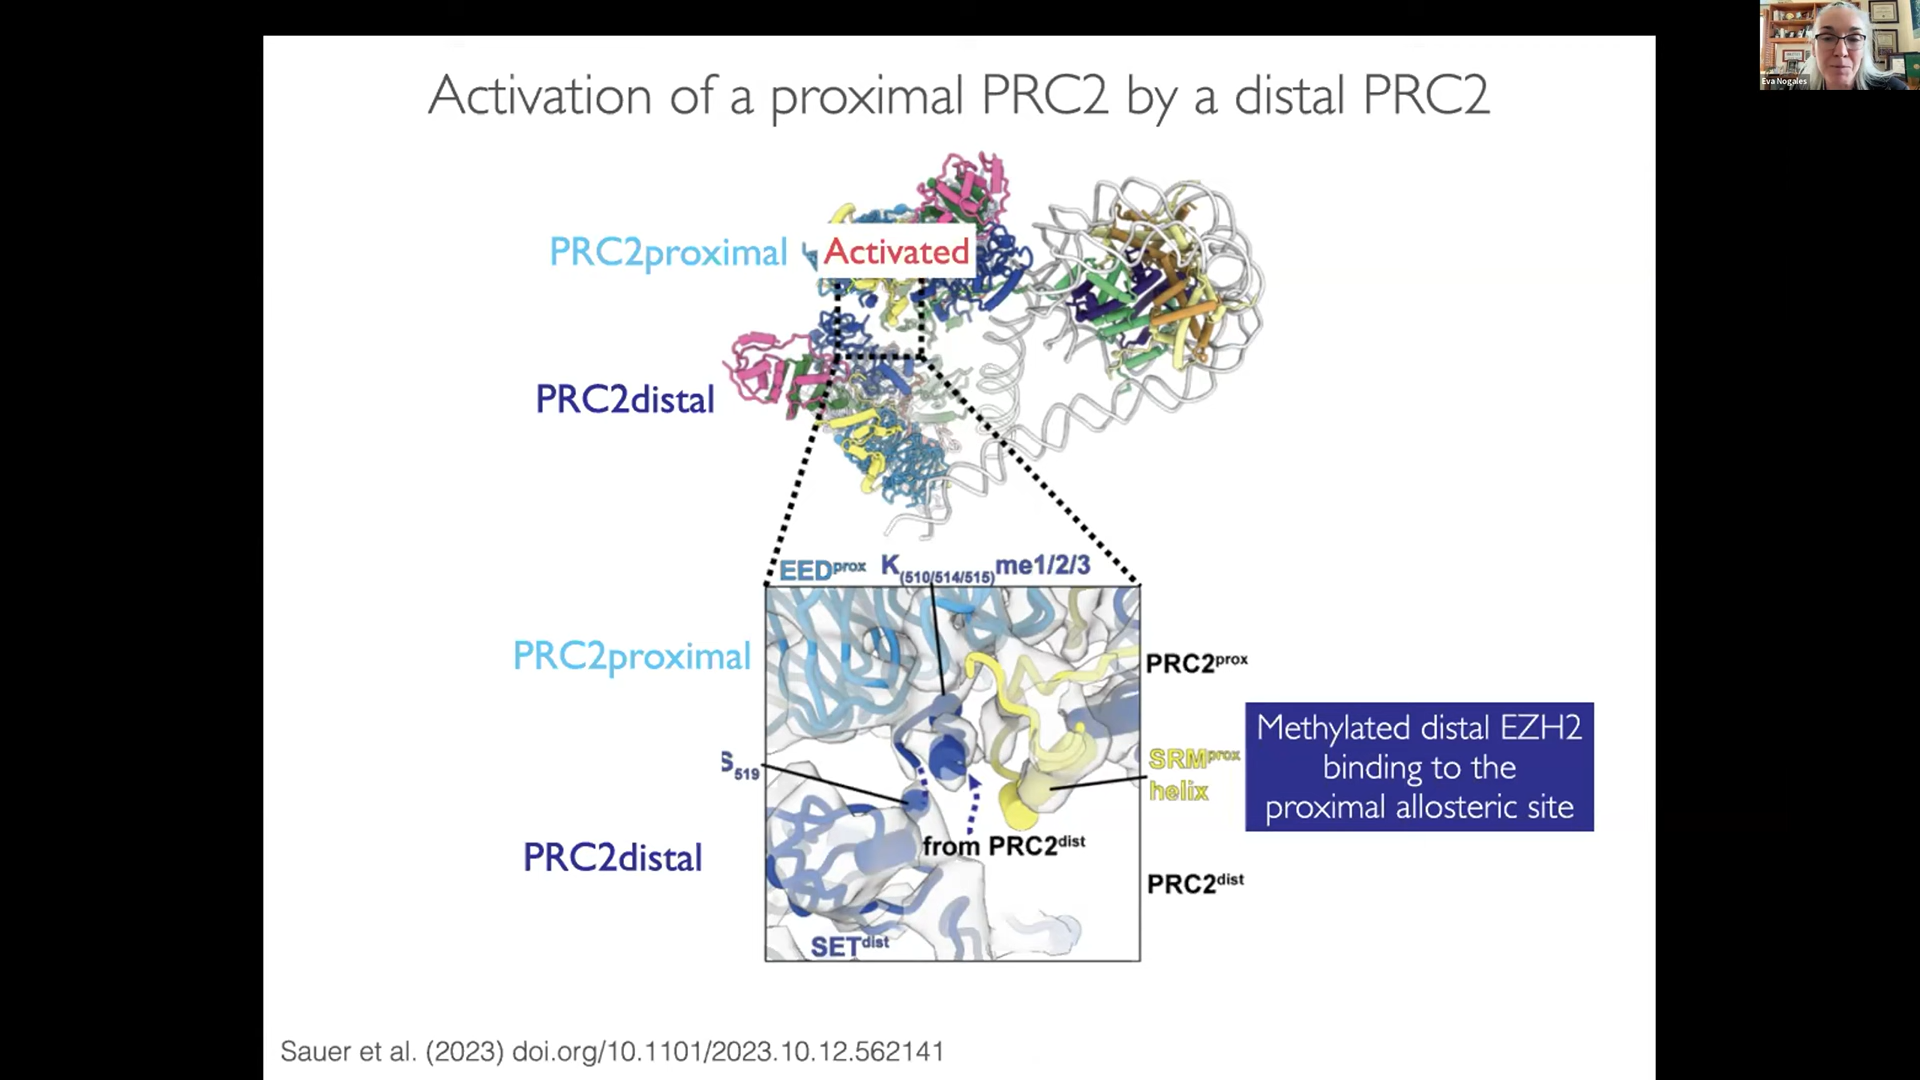 Activation of a proximal PRC2 by a distal PRC2
Eva Nogales
PRC2proximal
Activated
PRC2distal
EEDprox K(510/514/515)me1/2/3
PRC2proximal
PRC2prox
S519
SRMprox
helix
Methylated distal EZH2
binding to the
proximal allosteric site
from PRC2dist
PRC2distal
PRC2dist
SETdist
Sauer et al. (2023) doi.org/10.1101/2023.10.12.562141